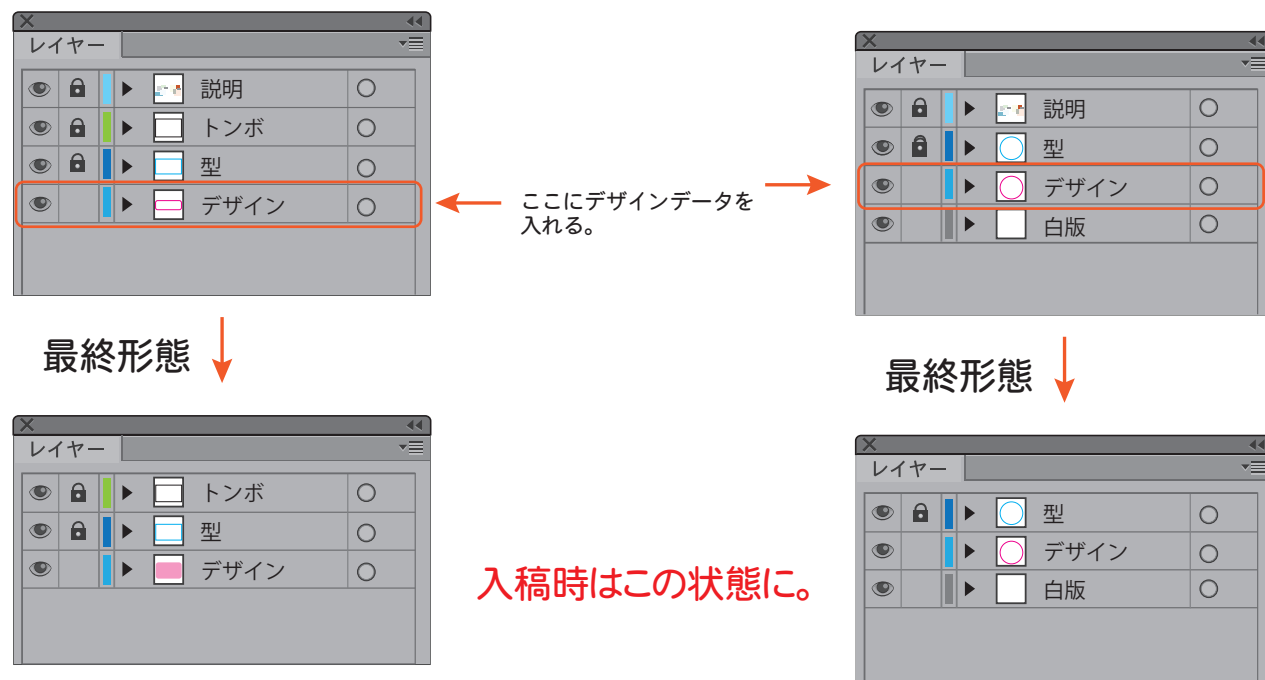 レイヤー
説明
トンボ
型
デザイン
レイヤー
説明
型
デザイン
白版
ここにデザインデータを
入れる。
最終形態
最終形態
レイヤー
トンボ
型
デザイン
入稿時はこの状態に。
レイヤー
型
デザイン
白版